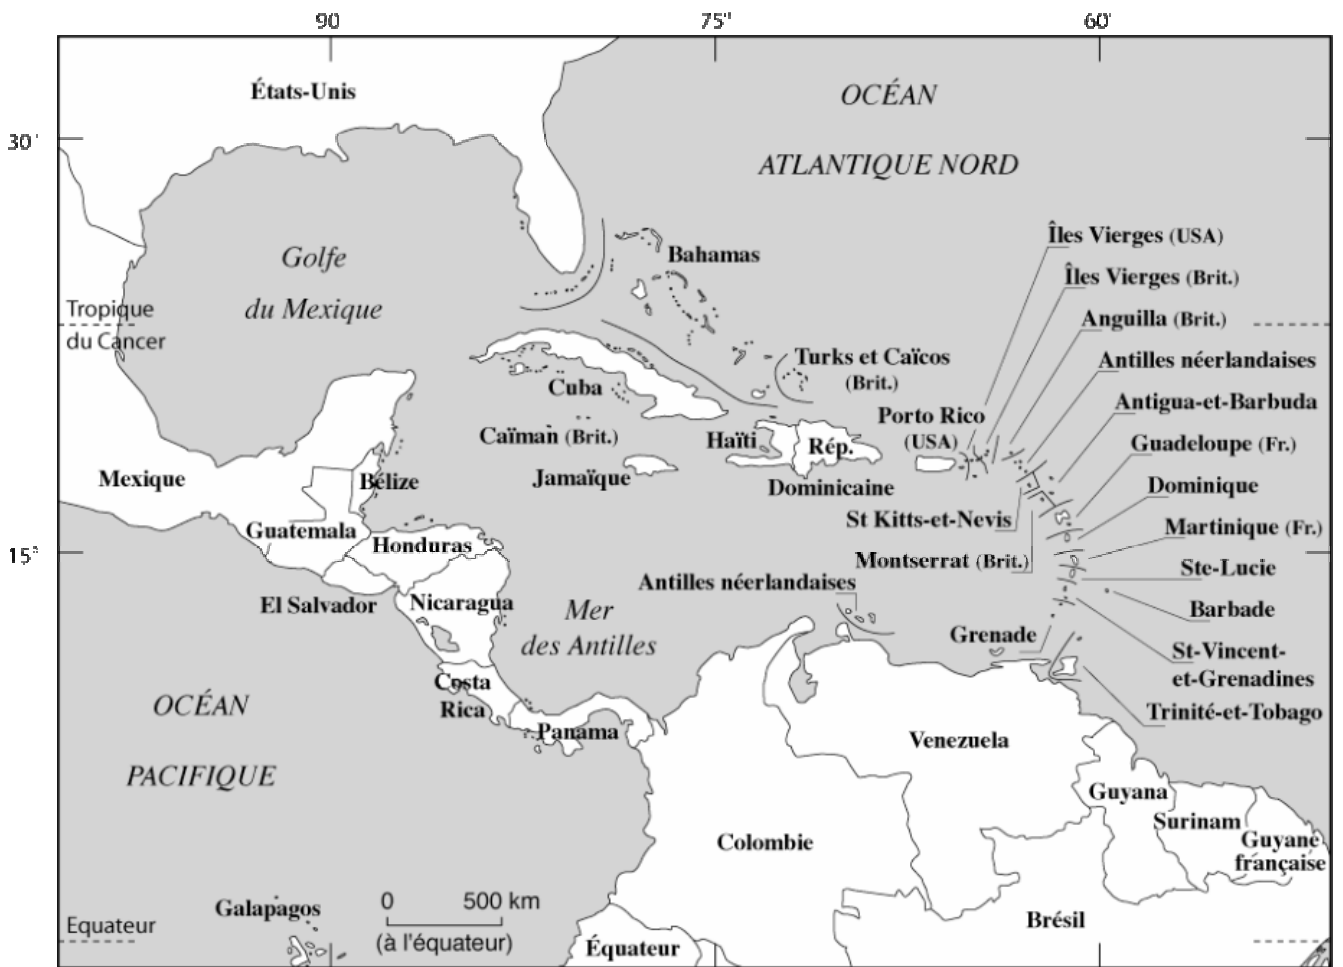 90 75" 60'
États-Unis
OCÉAN
30'
ATLANTIQUE NORD
Îles Vierges (USA)
Golfe
Bahamas
Îles Vierges (Brit.)
du Mexique
Tropique
du Cancer
Anguilla (Brit.)
Turks et Caïcos
(Brit.)
Antilles néerlandaises
Cuba
Antigua-et-Barbuda
Porto Rico
(USA)
Caïman (Brit.)
Haïti
Rép.
Dominicaine
Guadeloupe (Fr.)
Mexique
Bélize
Jamaïque
Dominique
St Kitts-et-Nevis
Guatemala
Honduras
Martinique (Fr.)
15°
Montserrat (Brit.)
Ste-Lucie
Antilles néerlandaises
El Salvador
Nicaragua
Mer
des Antilles
Barbade
Grenade
St-Vincent-
et-Grenadines
Costa
Rica
OCÉAN
PACIFIQUE
Trinité-et-Tobago
Panama
Venezuela
Guyana
Surinam
Colombie
Guyane
française
Galapagos
0 500 km
(à l'équateur)
Equateur
Équateur
Brésil